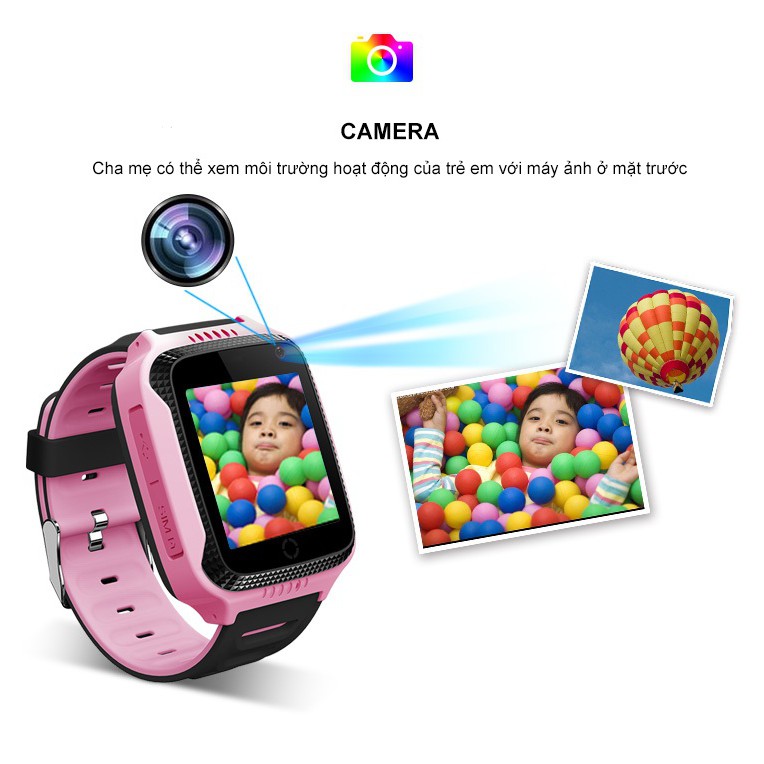 CAMERA
Cha mẹ có thể xem môi trường hoạt động của trẻ em với máy ảnh ở mặt trước